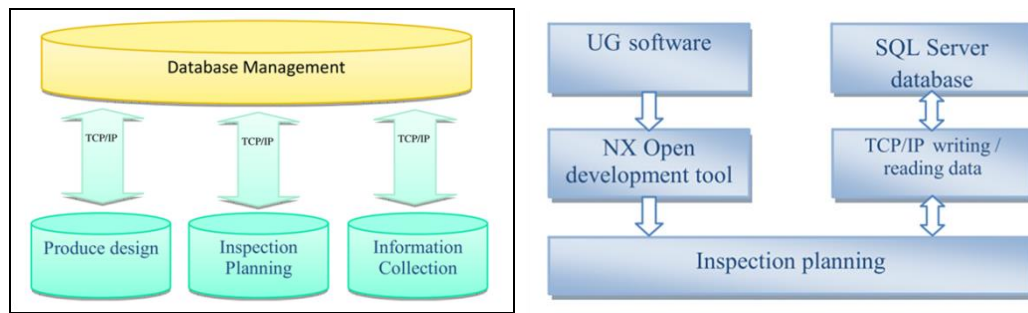 Database Management
TCP/IP
TCP/IP
TCP/IP
Produce design
Inspection
Planning
Information
Collection
UG software
SQL Server
database
NX Open
development tool
TCP/IP writing /
reading data
Inspection planning